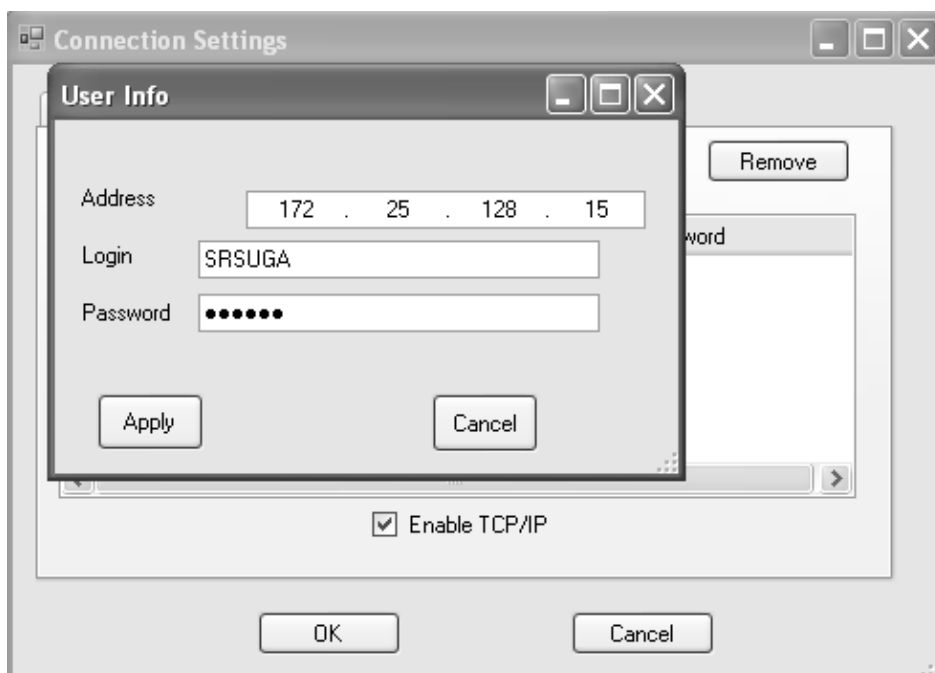 Connection Settings
User Info
Remove
Address 172 . 25 . 128 . 15
word
Login SRSUGA
Password ●●●●●●
Apply Cancel
Enable TCP/IP
OK Cancel